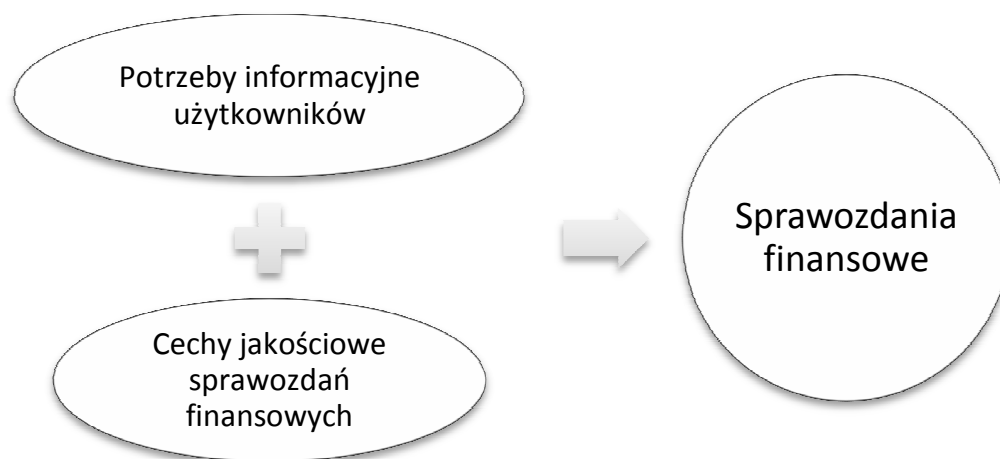 Potrzeby informacyjne
użytkowników
Cechy jakościowe
sprawozdań
finansowych
Sprawozdania
finansowe